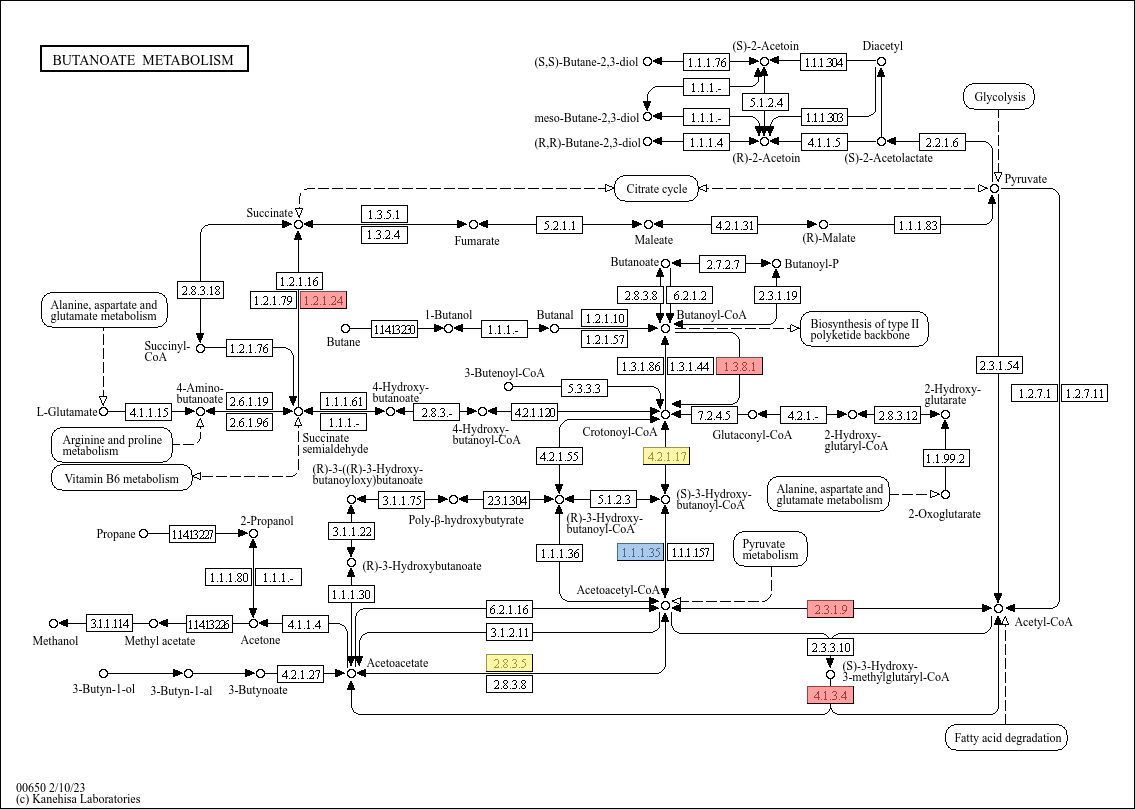 BUTANOATE METABOLISM
(S)-2-Acetoin
Diacetyl
(S,S)-Butane-2,3-diol
1.1.1.76
1.1.1.304
1.1.1.-
5.1.2.4
Glycolysis
meso-Butane-2,3-diol
1.1.1.-
1.1.1.303
(R,R)-Butane-2,3-diol
1.1.1.4
4.1.1.5
2.2.1.6
(R)-2-Acetoin
(S)-2-Acetolactate
Pyruvate
Citrate cycle
Succinate
1.3.5.1
1.3.2.4
5.2.1.1
4.2.1.31
1.1.1.83
Fumarate
Maleate
(R)-Malate
Butanoate
2.7.2.7
Butanoyl-P
1.2.1.16
2.8.3.18
1.2.1.79
1.2.1.24
2.8.3.8
6.2.1.2
2.3.1.19
Alanine, aspartate and
glutamate metabolism
1-Butanol
Butanal
1.2.1.10
Butanoyl-CoA
11413230
1.1.1.-
1.2.1.57
Butane
Biosynthesis of type II
polyketide backbone
Succinyl-
CoA
1.2.1.76
1.3.1.86
1.3.1.44
1.3.8.1
2.3.1.54
3-Butenoyl-CoA
5.3.3.3
4-Amino-
butanoate
2.6.1.19
4-Hydroxy-
butanoate
1.1.1.61
2-Hydroxy-
glutarate
1.2.7.1
1.2.7.11
L-Glutamate
4.1.1.15
2.6.1.96
1.1.1.-
2.8.3.-
4.2.1.120
7.2.4.5
4.2.1.-
2.8.3.12
Crotonoyl-CoA
Glutaconyl-CoA
2-Hydroxy-
glutaryl-CoA
4-Hydroxy-
butanoyl-CoA
Succinate
semialdehyde
Arginine and proline
metabolism
4.2.1.55
4.2.1.17
1.1.99.2
Vitamin B6 metabolism
(R)-3-((R)-3-Hydroxy-
butanoyloxy)butanoate
3.1.1.75
2.3.1.304
5.1.2.3
(S)-3-Hydroxy-
butanoyl-CoA
Alanine, aspartate and
glutamate metabolism
2-Oxoglutarate
Poly-β-hydroxybutyrate
(R)-3-Hydroxy-
butanoyl-CoA
2-Propanol
Propane
11413227
3.1.1.22
1.1.1.36
1.1.1.35
1.1.1.157
Pyruvate
metabolism
(R)-3-Hydroxybutanoate
1.1.1.80
1.1.1.-
1.1.1.30
Acetoacetyl-CoA
6.2.1.16
2.3.1.9
3.1.1.114
11413226
4.1.1.4
Methanol
Methyl acetate
Acetone
3.1.2.11
Acetyl-CoA
2.3.3.10
Acetoacetate
2.8.3.5
4.2.1.27
2.8.3.8
(S)-3-Hydroxy-
3-methylglutaryl-CoA
3-Butyn-1-ol
3-Butyn-1-al
3-Butynoate
4.1.3.4
Fatty acid degradation
00650 2/10/23
(c) Kanehisa Laboratories